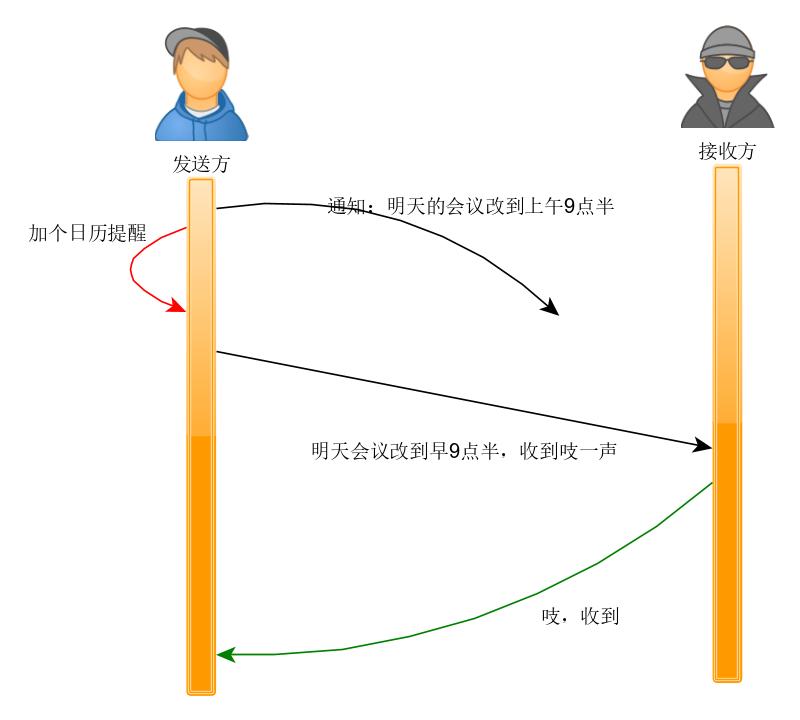 发送方
接收方
通知：明天的会议改到上午9点半
加个日历提醒
明天会议改到早9点半，收到吱一声
吱，收到